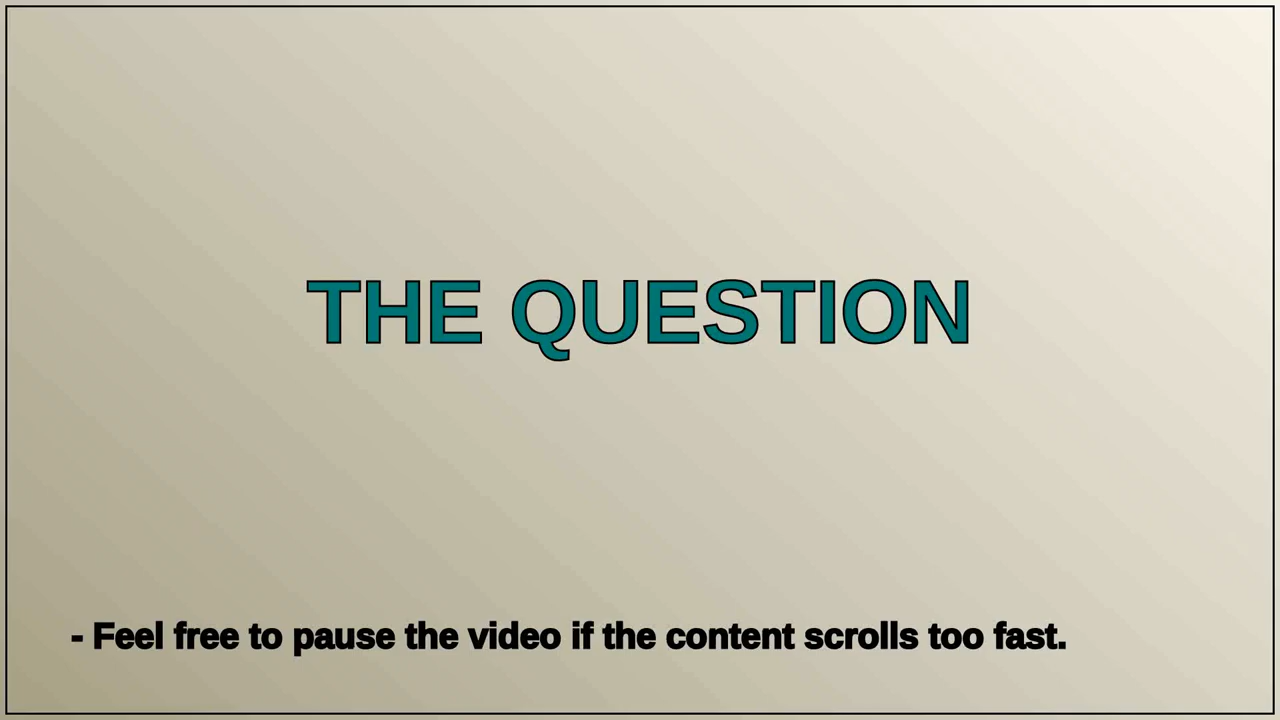 THE QUESTION
- Feel free to pause the video if the content scrolls too fast.